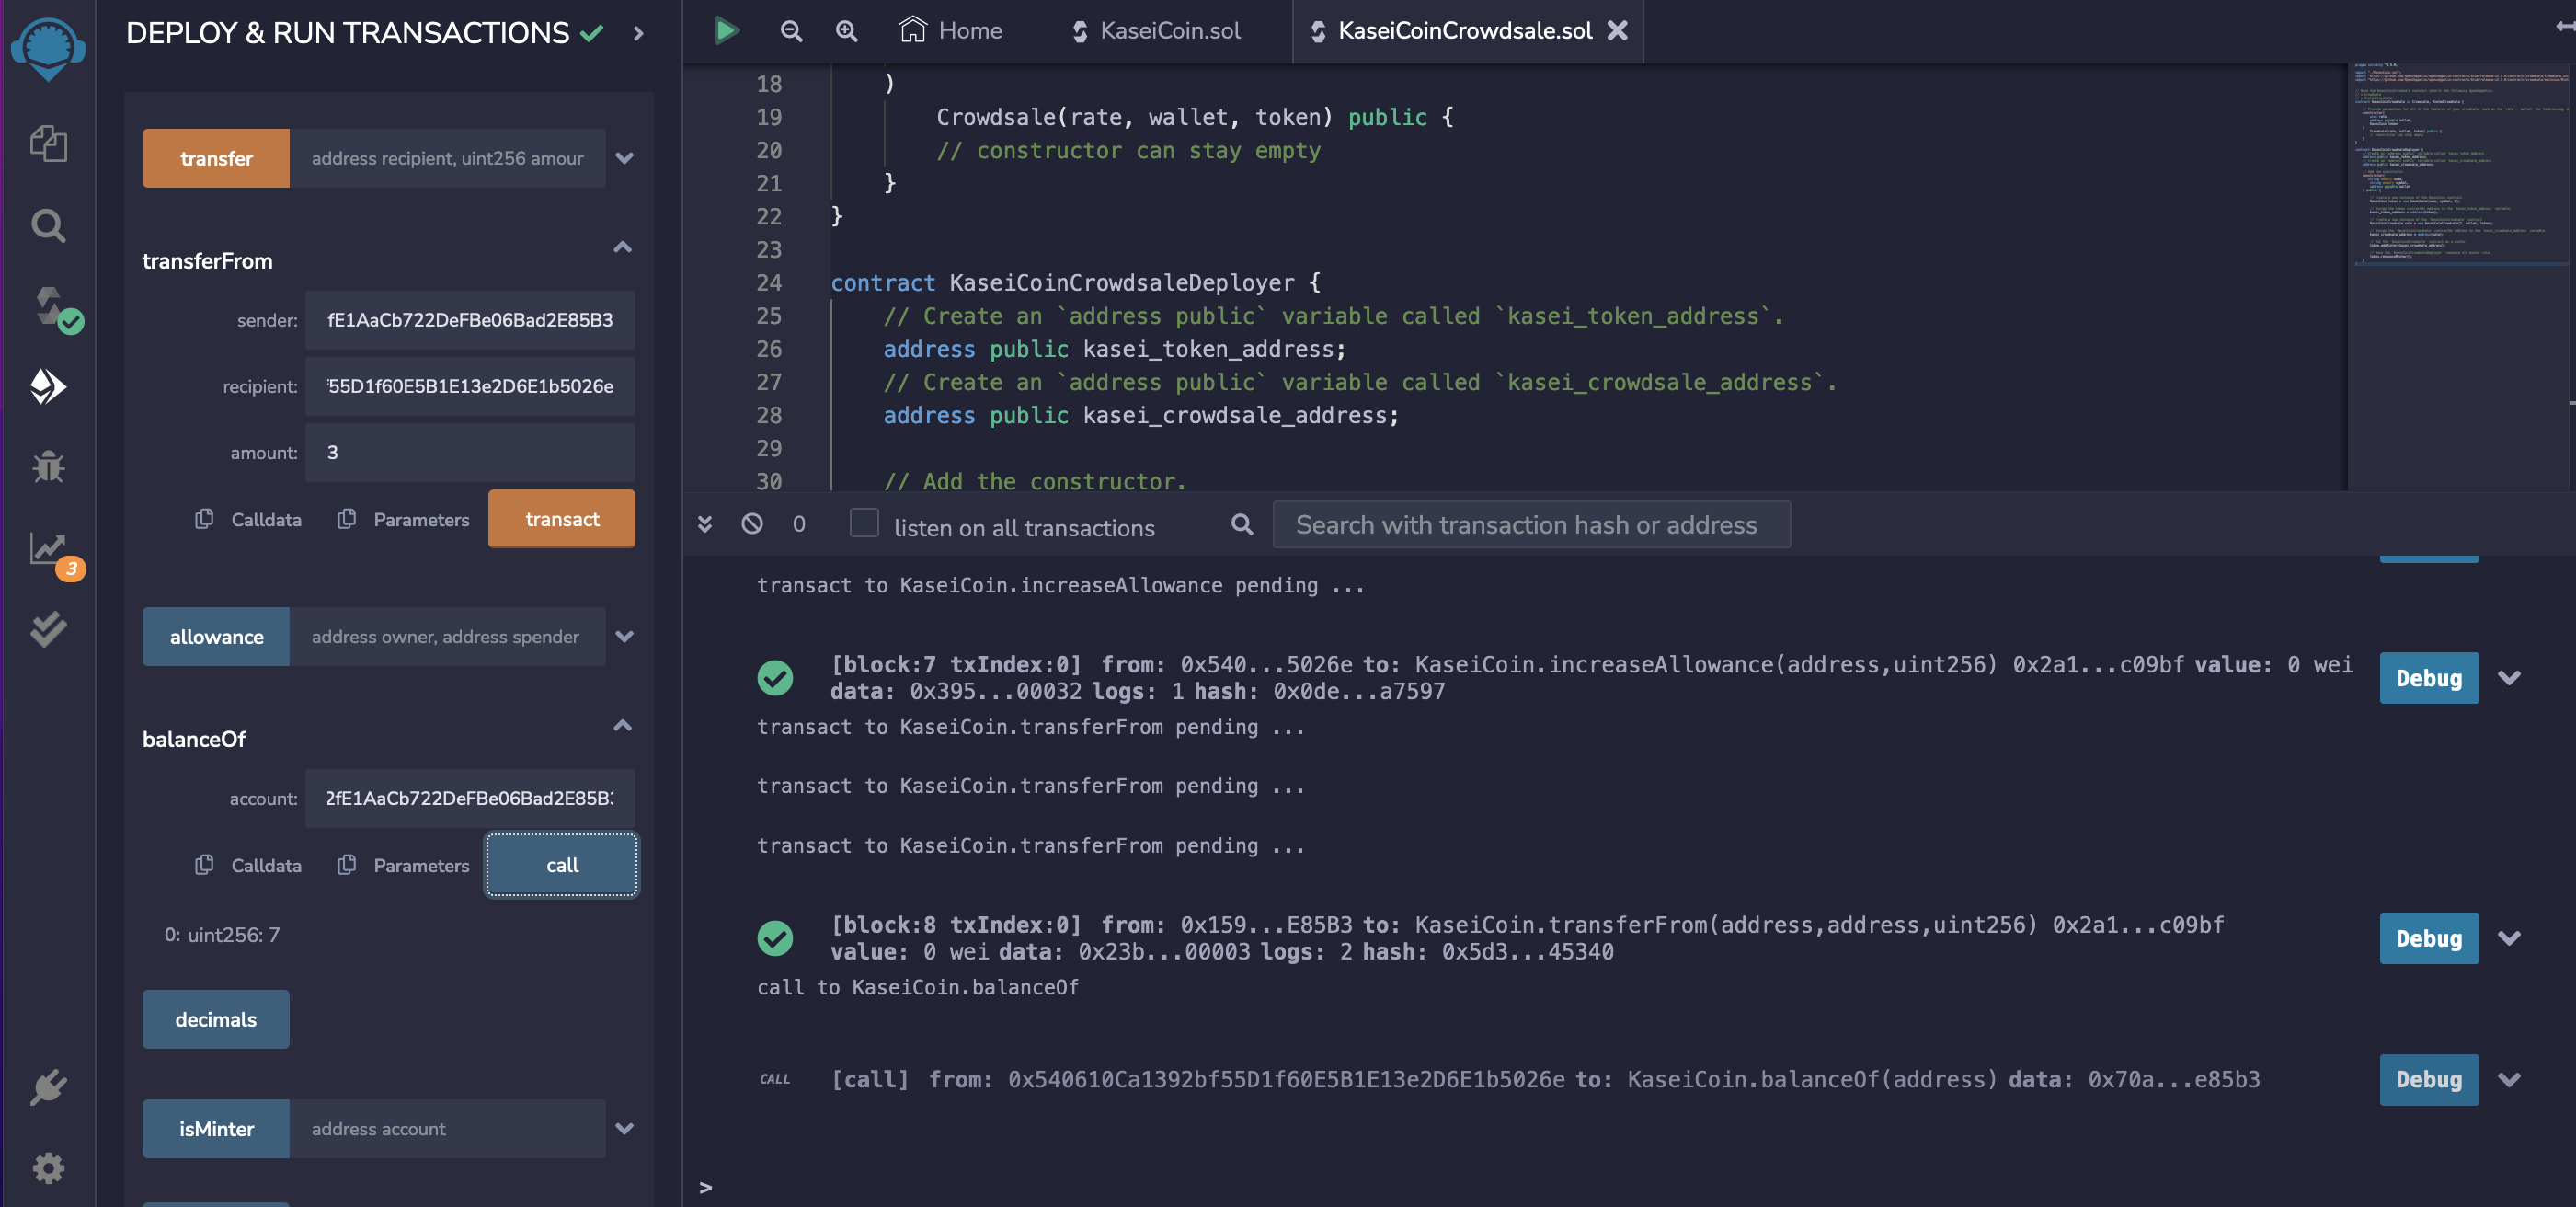 DEPLOY & RUN TRANSACTIONS
transfer address recipient, uint256 amour
transferFrom
sender: fE1AaCb722DeFBe06Bad2E85B3
recipient: 55D1f60E5B1E13e2D6E1b5026e
amount: 3
Calldata Parameters transact
allowance address owner, address spender
balanceOf
account: 2fE1AaCb722DeFBe06Bad2E85B
Calldata Parameters call
0: uint256: 7
decimals
isMinter address account
3
Home KaseiCoin.sol KaseiCoinCrowdsale.sol
18 )
19 Crowdsale(rate, wallet, token) public {
20 // constructor can stay empty
21 }
22 }
23
24 contract KaseiCoinCrowdsaleDeployer {
25 // Create an `address public` variable called `kasei_token_address`.
26 address public kasei_token_address;
27 // Create an `address public` variable called `kasei_crowdsale_address`.
28 address public kasei_crowdsale_address;
29
30 // Add the constructor.
0 listen on all transactions Search with transaction hash or address
transact to KaseiCoin.increaseAllowance pending ...
[block:7 txIndex:0] from: 0x540...5026e to: KaseiCoin.increaseAllowance(address,uint256) 0x2a1...c09bf value: 0 wei Debug
data: 0x395...00032 logs: 1 hash: 0x0de...a7597
transact to KaseiCoin.transferFrom pending ...
transact to KaseiCoin.transferFrom pending ...
transact to KaseiCoin.transferFrom pending ...
[block:8 txIndex:0] from: 0x159...E85B3 to: KaseiCoin.transferFrom(address,address,uint256) 0x2a1...c09bf Debug
value: 0 wei data: 0x23b...00003 logs: 2 hash: 0x5d3...45340
call to KaseiCoin.balanceOf
CALL [call] from: 0x540610Ca1392bf55D1f60E5B1E13e2D6E1b5026e to: KaseiCoin.balanceOf(address) data: 0x70a...e85b3 Debug
>